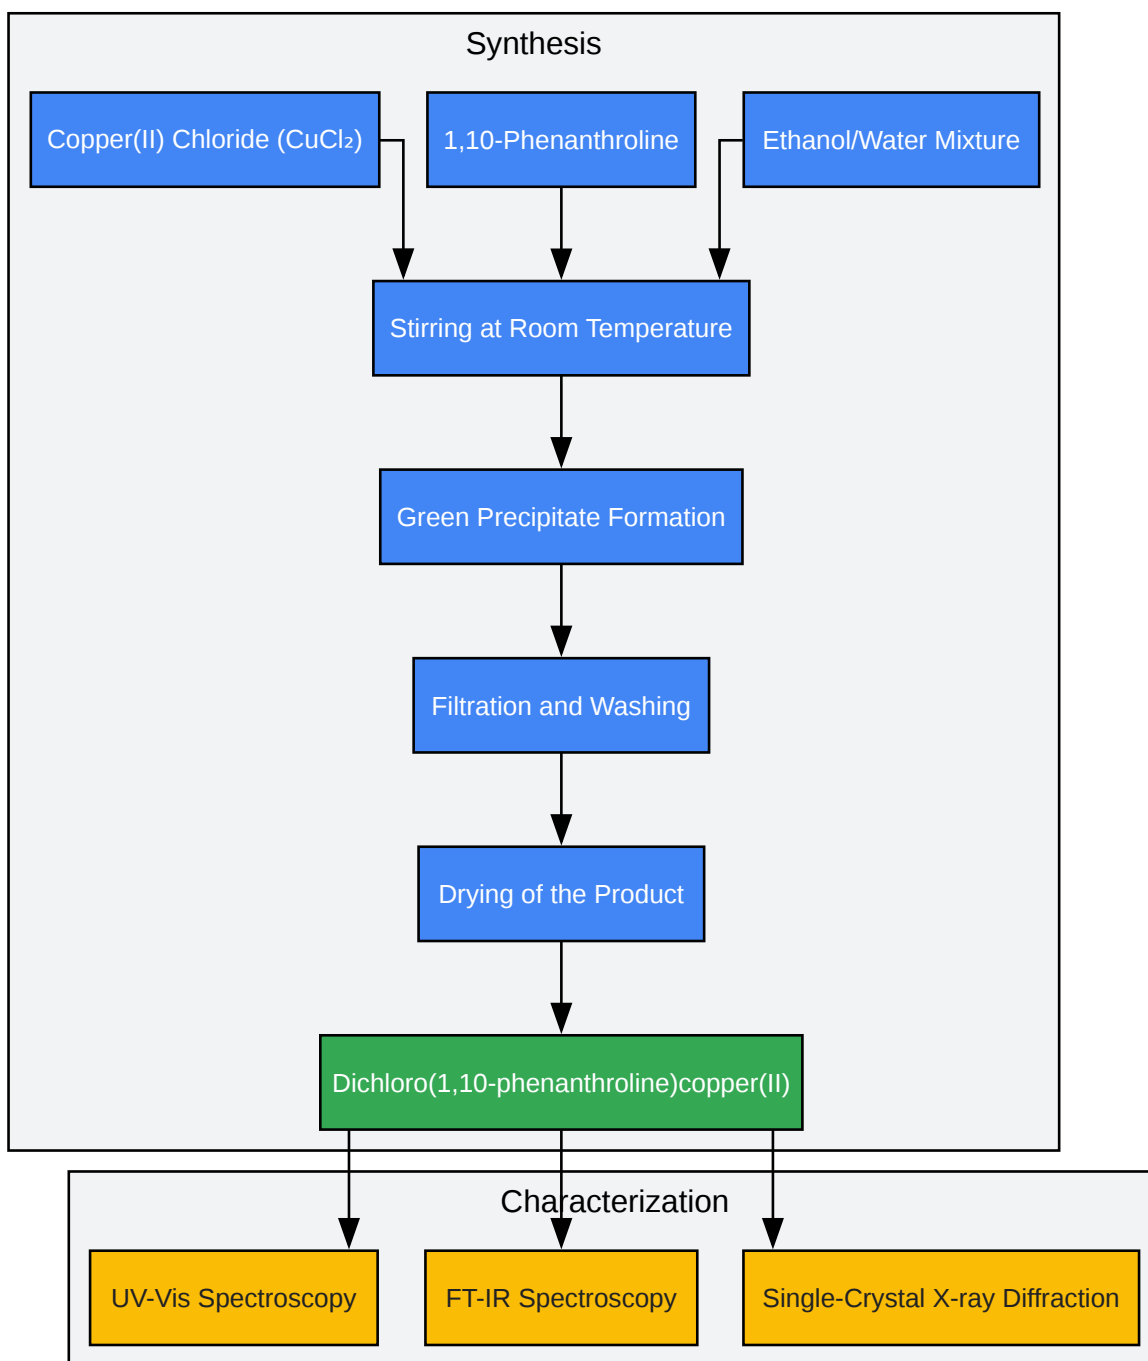 Synthesis
Copper(II) Chloride (CuCl₂)
1,10-Phenanthroline
Ethanol/Water Mixture
Stirring at Room Temperature
Green Precipitate Formation
Filtration and Washing
Drying of the Product
Dichloro(1,10-phenanthroline)copper(II)
Characterization
UV-Vis Spectroscopy
FT-IR Spectroscopy
Single-Crystal X-ray Diffraction